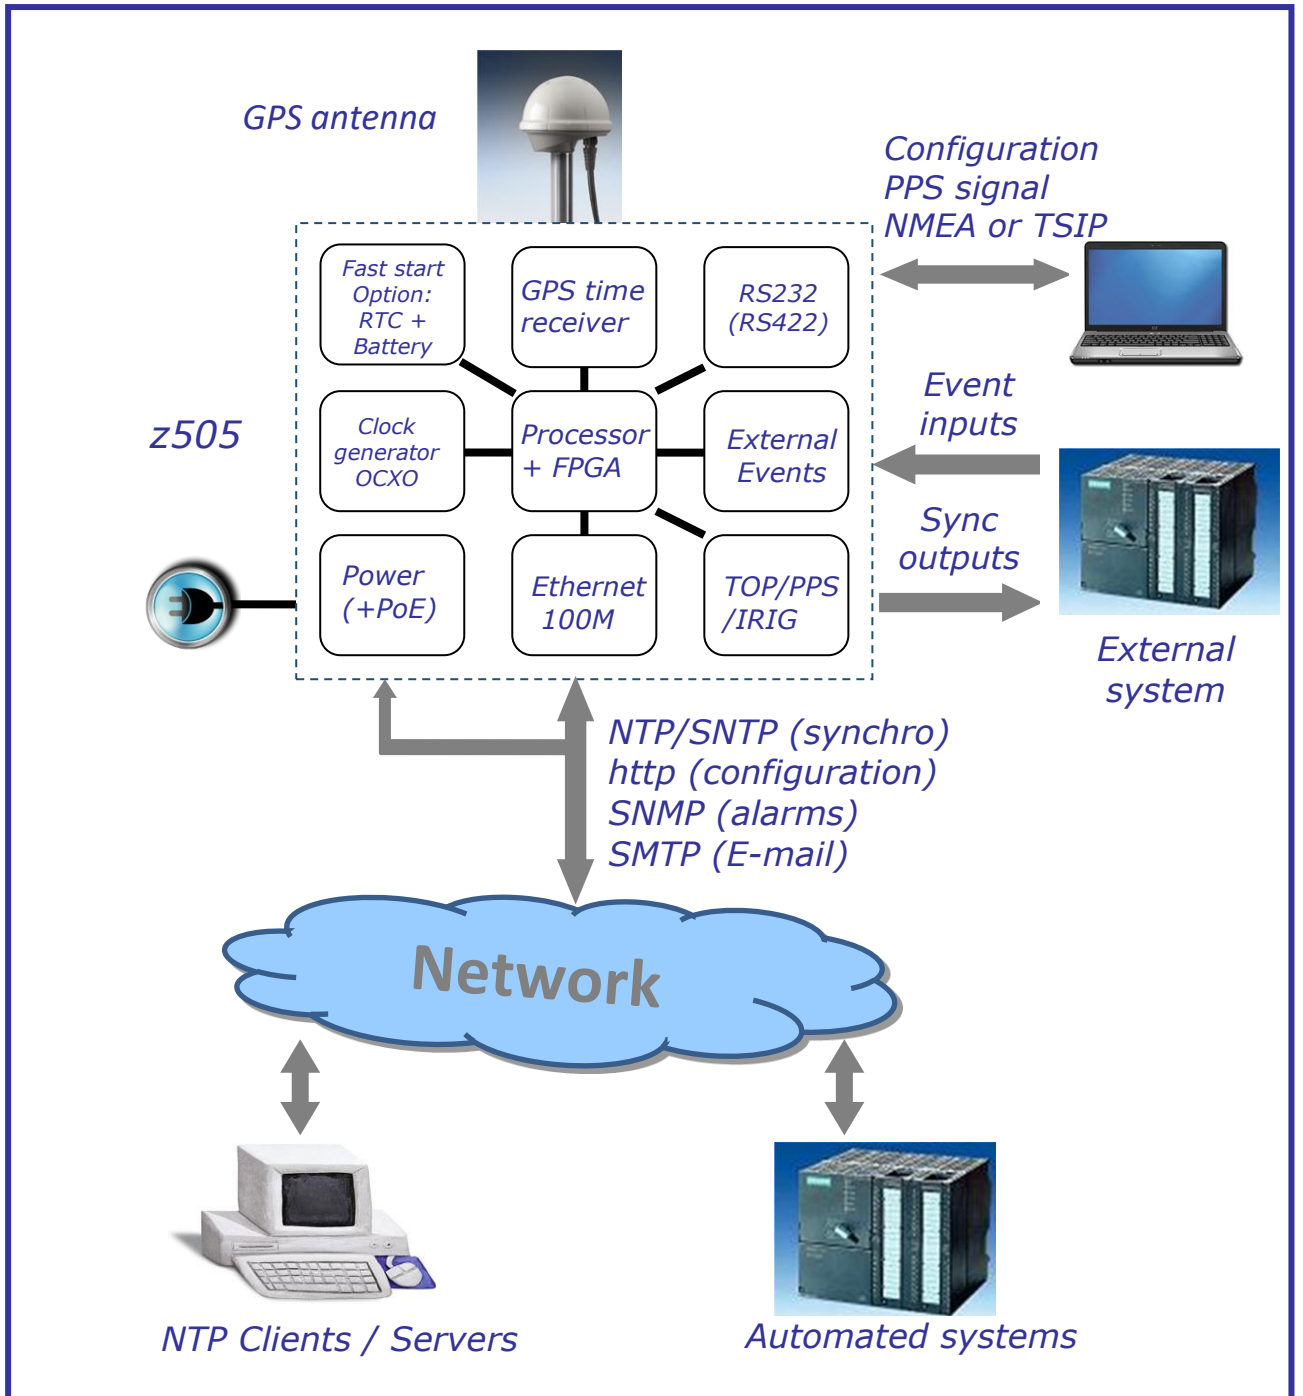 GPS antenna
Configuration
PPS signal
NMEA or TSIP
Fast start
Option:
RTC +
Battery
GPS time
receiver
RS232
(RS422)
Event
inputs
z505
Clock
generator
OCXO
Processor
+ FPGA
External
Events
Sync
outputs
Power
(+PoE)
Ethernet
100M
TOP/PPS
/IRIG
External
system
NTP/SNTP (synchro)
http (configuration)
SNMP (alarms)
SMTP (E-mail)
Network
NTP Clients / Servers
Automated systems